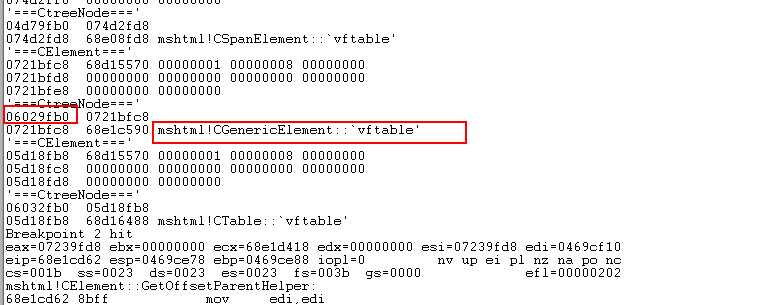 074d2ff0  00000000 00000000
'===CtreeNode==='
04d79fb0  074d2fd8
074d2fd8  68e08fd8 mshtml!CSpanElement::`vftable'
'===CElement==='
0721bfc8  68d15570 00000001 00000008 00000000
0721bfd8  00000000 00000000 00000000 00000000
0721bfe8  00000000 00000000
'===CtreeNode==='
06029fb0  0721bfc8
0721bfc8  68e1c590 mshtml!CGenericElement::`vftable'
'===CElement==='
05d18fb8  68d15570 00000001 00000008 00000000
05d18fc8  00000000 00000000 00000000 00000000
05d18fd8  00000000 00000000
'===CtreeNode==='
06032fb0  05d18fb8
05d18fb8  68d16488 mshtml!CTable::`vftable'
Breakpoint 2 hit
eax=07239fd8 ebx=00000000 ecx=68e1d418 edx=00000000 esi=07239fd8 edi=0469cf10
eip=68e1cd62 esp=0469ce78 ebp=0469ce88 iopl=0         nv up ei pl nz na po nc
cs=001b  ss=0023  ds=0023  es=0023  fs=003b  gs=0000             efl=00000202
mshtml!CElement::GetOffsetParentHelper:
68e1cd62 8bff            mov     edi,edi